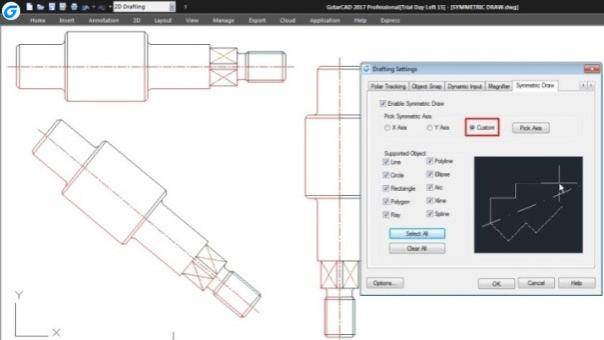 2D Drafting
GstarCAD 2017 Professional[Trial Day Left 15] - [SYMMETRIC DRAW.dwg]
Home Insert Annotation 3D Layout View Manage Export Cloud Help Express
Drafting Settings
Polar Tracking Object Snap Dynamic Input Magnifier Symmetric Draw
Enable Symmetric Draw
Pick Symmetric Axis
X Axis Y Axis Custom Pick Axis
Supported Object
Line Polyline
Circle Ellipse
Rectangle Arc
Polygon Xline
Ray Spline
Select All
Clear All
Options... OK Cancel Help
Y
X